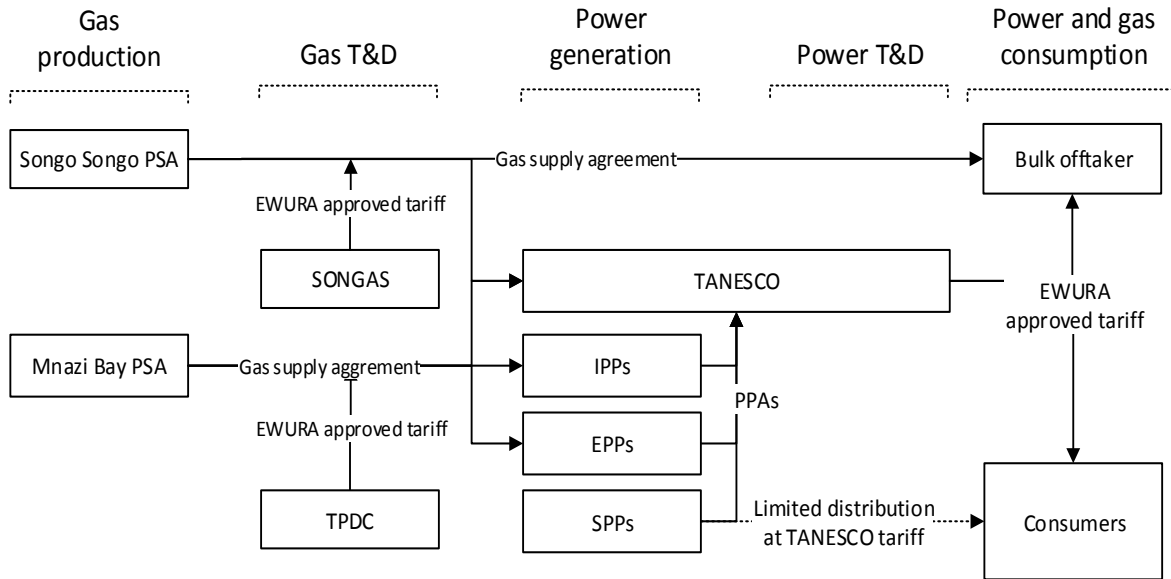 Gas
production
Gas T&D
Power
generation
Power T&D
Power and gas
consumption
Songo Songo PSA
Gas supply agreement
Bulk offtaker
EWURA approved tariff
SONGAS
TANESCO
EWURA
approved tariff
Mnazi Bay PSA
Gas supply aggrement
IPPs
PPAs
EWURA approved tariff
EPPs
TPDC
SPPs
Limited distribution
at TANESCO tariff
Consumers